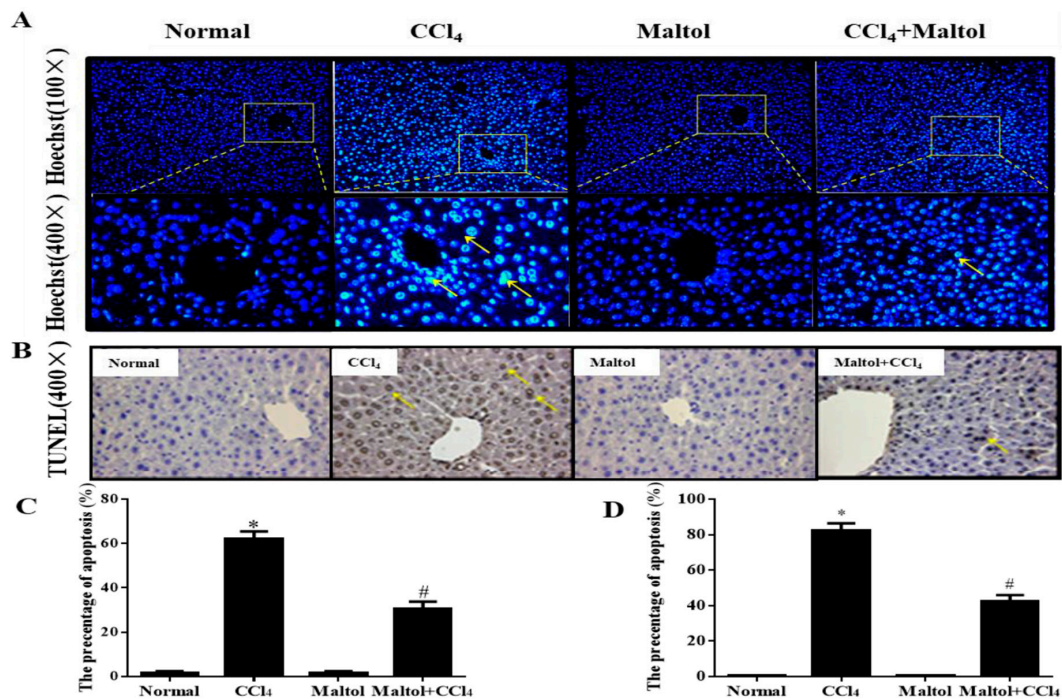 A
Normal CCl₄ Maltol CCl₄+Maltol
Hoechst(100×)
Hoechst(400×)
B
TUNEL(400×)
Normal CCl₄ Maltol Maltol+CCl₄
C
The precentage of apoptosis (%)
80
60
40
20
0
*
#
Normal CCl₄ Maltol Maltol+CCl₄
D
The precentage of apoptosis (%)
100
80
60
40
20
0
*
#
Normal CCl₄ Maltol Maltol+CCl₄